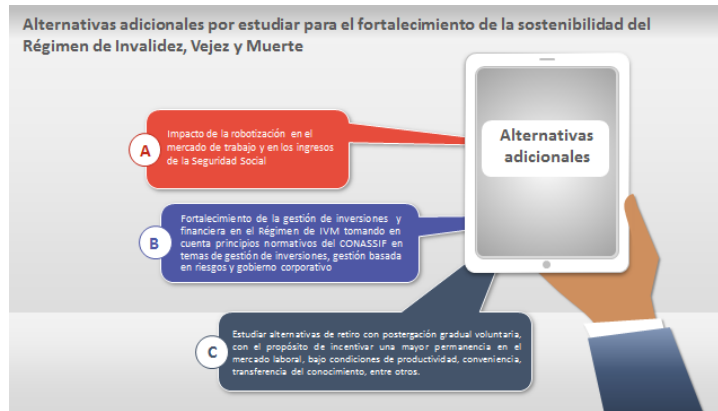 Alternativas adicionales por estudiar para el fortalecimiento de la sostenibilidad del
Régimen de Invalidez, Vejez y Muerte
Alternativas
adicionales
A
Impacto de la robotización en el
mercado de trabajo y en los ingresos
de la Seguridad Social
B
Fortalecimiento de la gestión de inversiones y
financiera en el Régimen de IVM tomando en
cuenta principios normativos del CONASSIF en
temas de gestión de inversiones, gestión basada
en riesgos y gobierno corporativo
C
Estudiar alternativas de retiro con postergación gradual voluntaria,
con el propósito de incentivar una mayor permanencia en el
mercado laboral, bajo condiciones de productividad, conveniencia,
transferencia del conocimiento, entre otros.